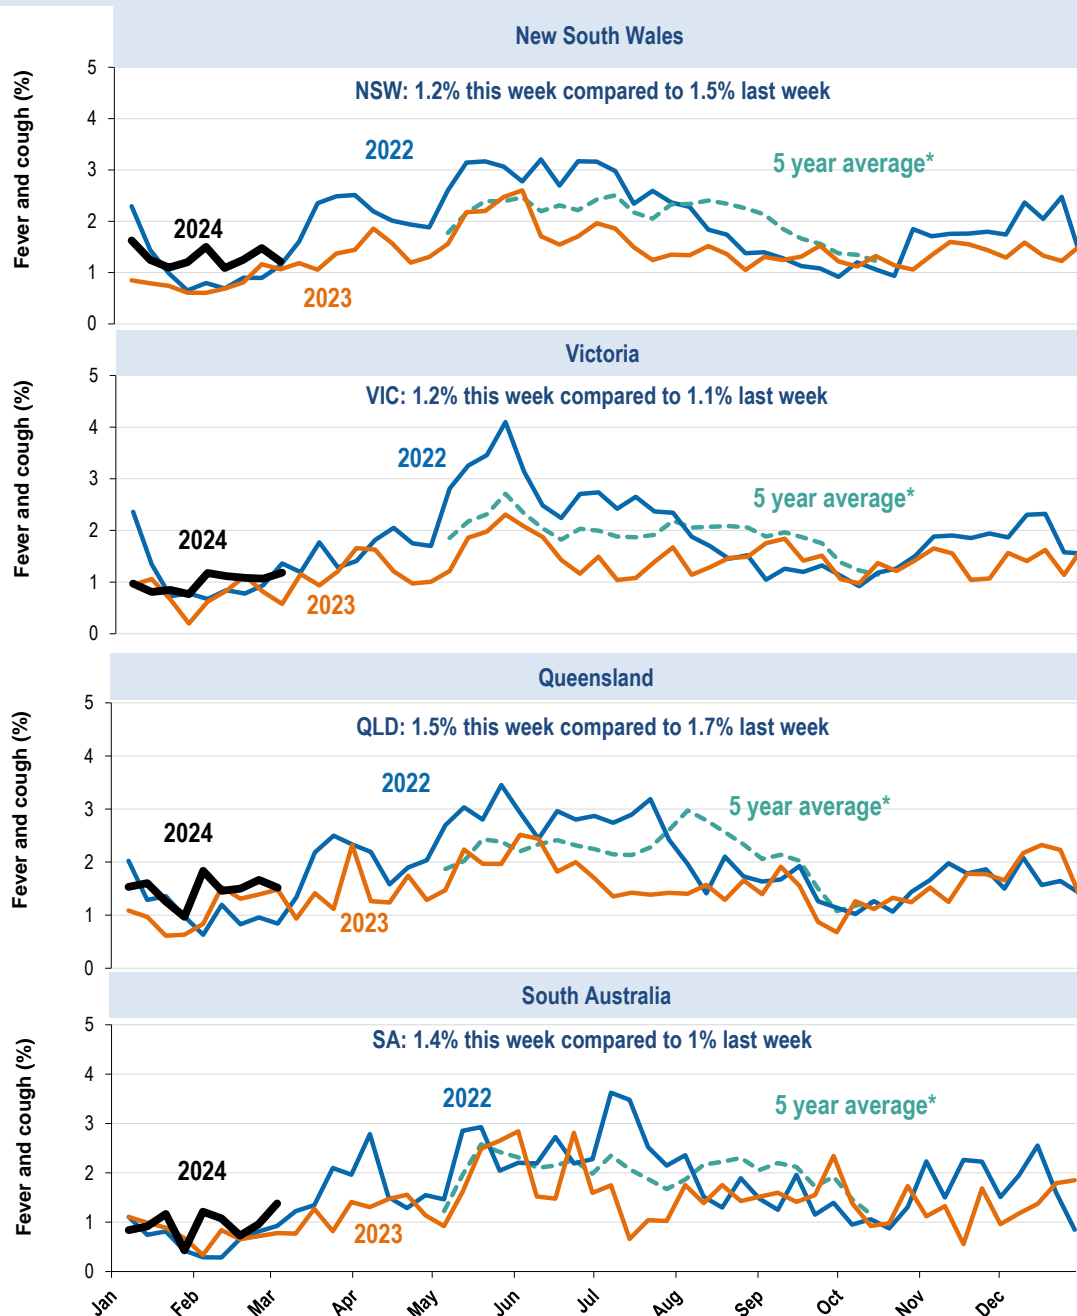 New South Wales
Fever and cough (%)
5
4
3
2
1
0
NSW: 1.2% this week compared to 1.5% last week
2022
5 year average*
2024
2023
Victoria
Fever and cough (%)
5
4
3
2
1
0
VIC: 1.2% this week compared to 1.1% last week
2022
5 year average*
2024
2023
Queensland
Fever and cough (%)
5
4
3
2
1
0
QLD: 1.5% this week compared to 1.7% last week
2022
5 year average*
2024
2023
South Australia
Fever and cough (%)
5
4
3
2
1
0
SA: 1.4% this week compared to 1% last week
2022
5 year average*
2024
2023
Jan
Feb
Mar
Apr
May
Jun
Jul
Aug
Sep
Oct
Nov
Dec